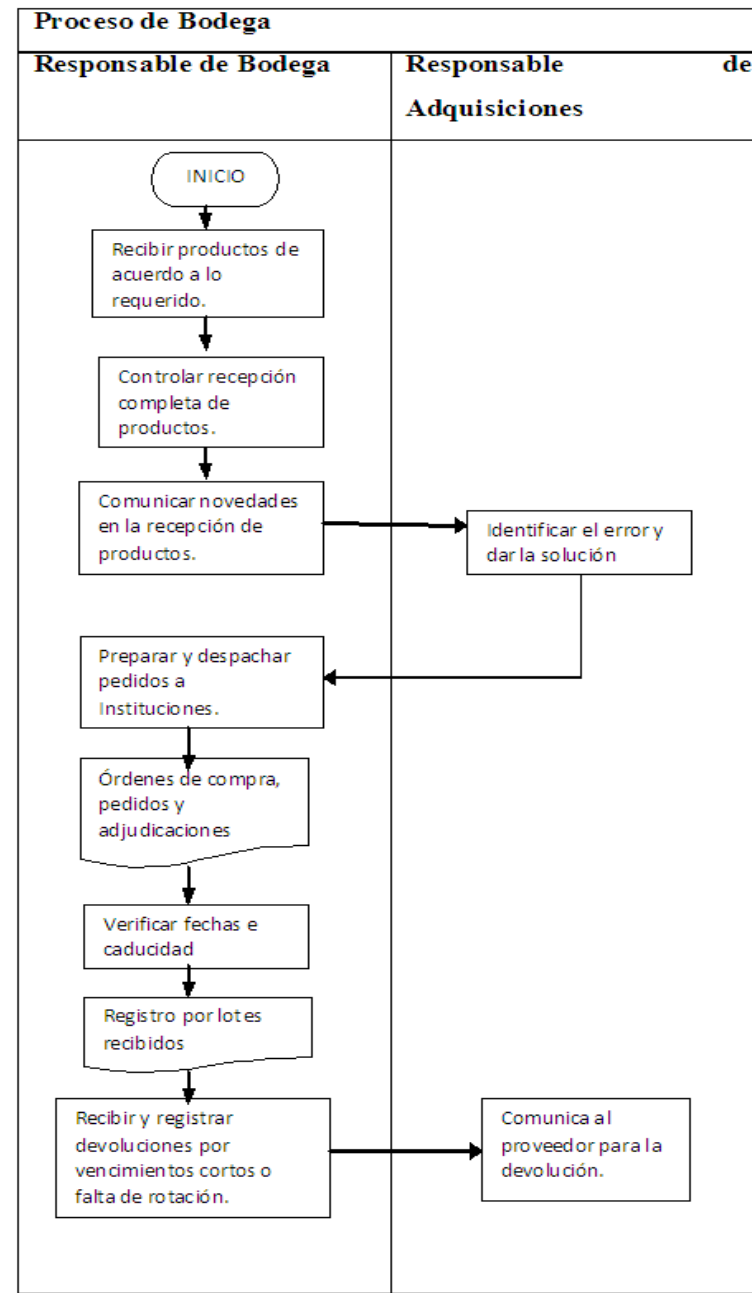 Proceso de Bodega
Responsable de Bodega
Responsable de
Adquisiciones
INICIO
Recibir productos de
acuerdo a lo
requerido.
Controlar recepción
completa de
productos.
Comunicar novedades
en la recepción de
productos.
Identificar el error y
dar la solución
Preparar y despachar
pedidos a
Instituciones.
Órdenes de compra,
pedidos y
adjudicaciones
Verificar fechas e
caducidad
Registro por lotes
recibidos
Recibir y registrar
devoluciones por
vencimientos cortos o
falta de rotación.
Comunica al
proveedor para la
devolución.